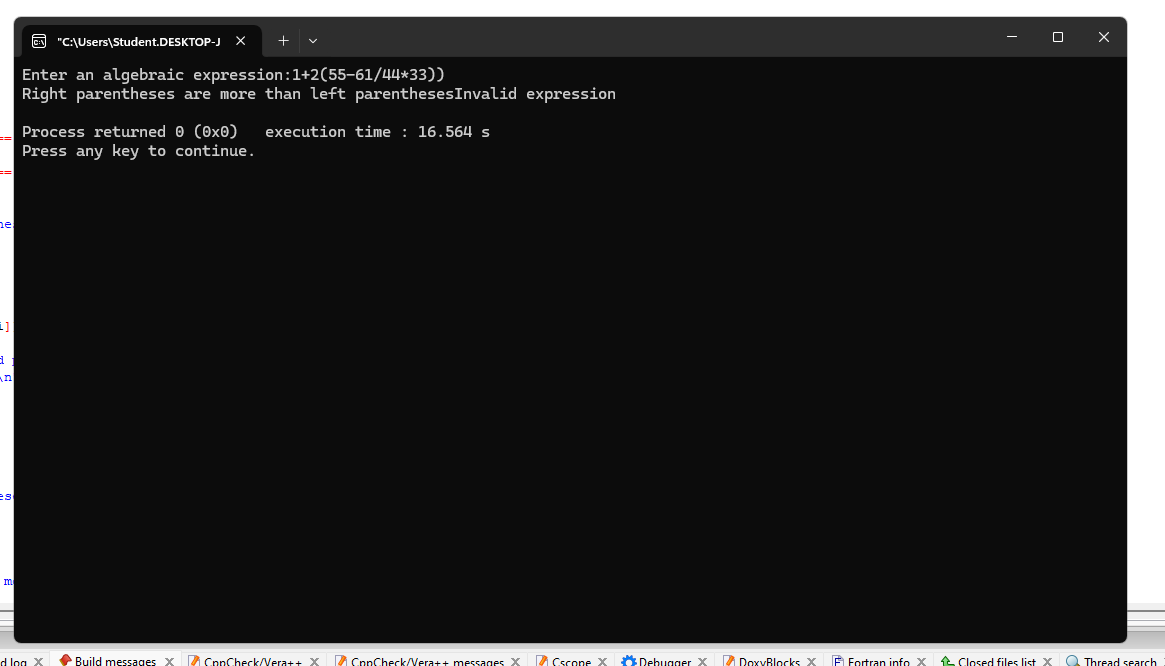 "C:\Users\Student.DESKTOP-J
Enter an algebraic expression:1+2(55-61/44*33))
Right parentheses are more than left parenthesesInvalid expression
Process returned 0 (0x0)   execution time : 16.564 s
Press any key to continue.
==
==
i]
\n
d log Build messages CppCheck/Vera++ CppCheck/Vera++ messages Cscope Debugger DoxyBlocks Fortran info Closed files list Thread search